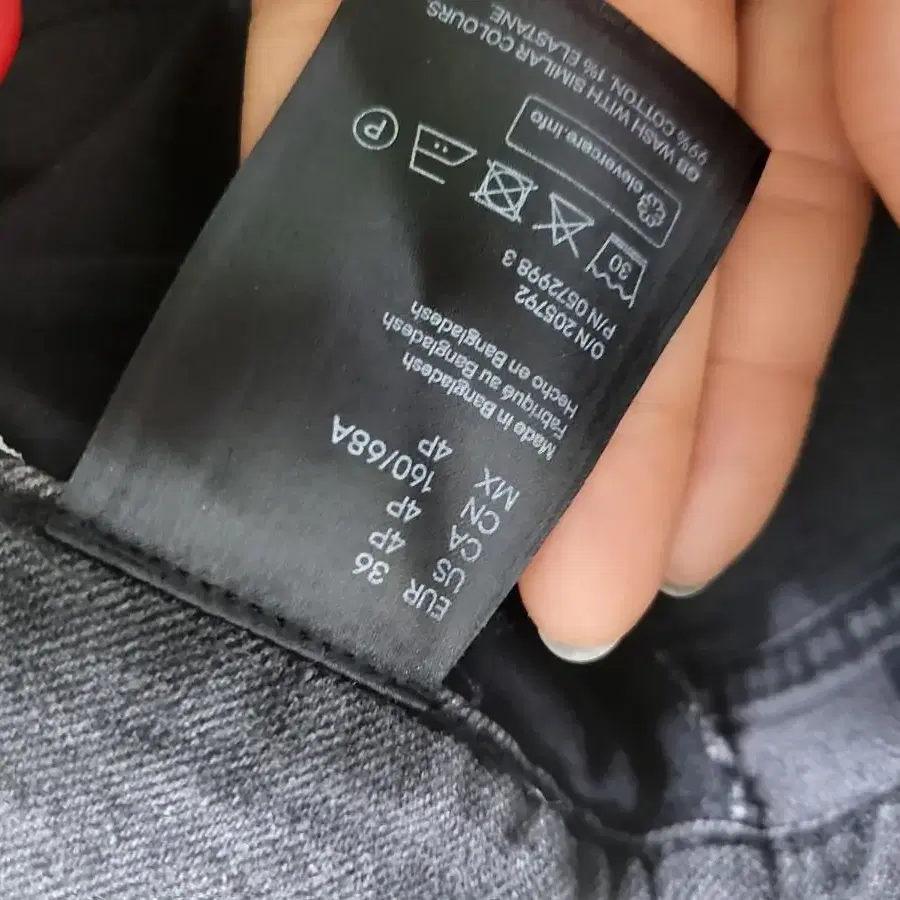 EUR 36
US 4P
CA 4P
CN 160/68A
MX 4P
Made in Bangladesh
Fabriqué au Bangladesh
Hecho en Bangladesh
O/N 205792
P/N 0572998 3
30
P
clevercare.info
GB WASH WITH SIMILAR COLOURS.
99% COTTON, 1% ELASTANE.